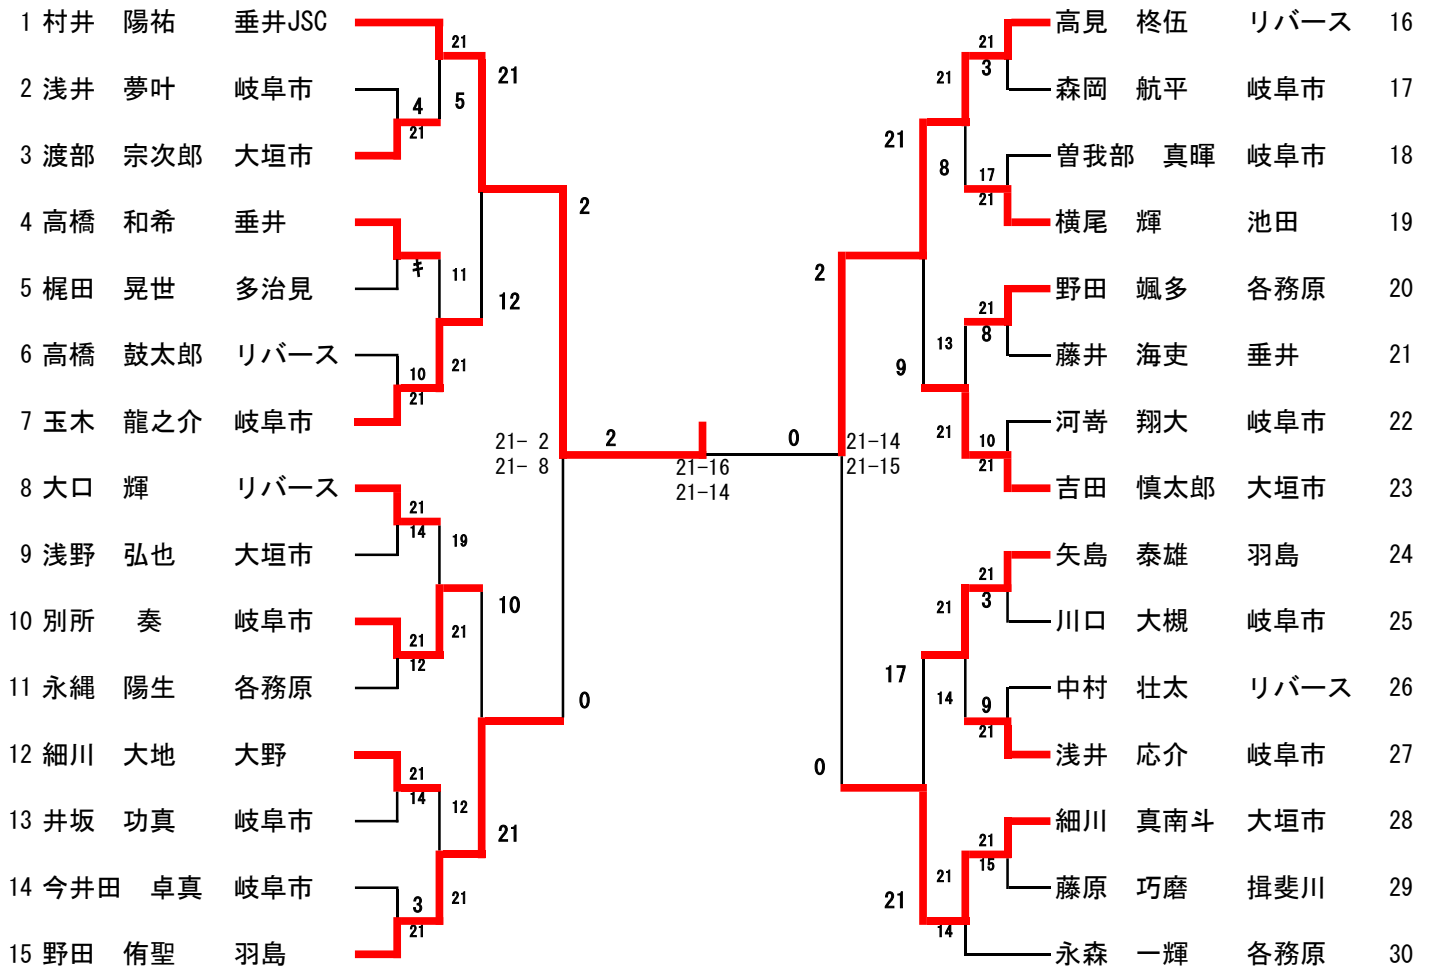 1 村井 陽祐 垂井JSC
2 浅井 夢叶 岐阜市
3 渡部 宗次郎 大垣市
4 高橋 和希 垂井
5 梶田 晃世 多治見
6 高橋 鼓太郎 リバース
7 玉木 龍之介 岐阜市
8 大口 輝 リバース
9 浅野 弘也 大垣市
10 別所 奏 岐阜市
11 永縄 陽生 各務原
12 細川 大地 大野
13 井坂 功真 岐阜市
14 今井田 卓真 岐阜市
15 野田 侑聖 羽島
4
21
キ
10
21
21
14
21
12
21
14
3
21
21
5
11
21
19
21
12
21
21
12
10
21
2
0
21- 2
21- 8
2
21-16
21-14
0
21-14
21-15
2
0
21
9
17
21
21
8
13
21
21
14
21
14
21
3
17
21
21
8
10
21
21
3
9
21
21
15
高見 柊伍 リバース 16
森岡 航平 岐阜市 17
曽我部 真暉 岐阜市 18
横尾 輝 池田 19
野田 颯多 各務原 20
藤井 海吏 垂井 21
河嵜 翔大 岐阜市 22
吉田 慎太郎 大垣市 23
矢島 泰雄 羽島 24
川口 大槻 岐阜市 25
中村 壮太 リバース 26
浅井 応介 岐阜市 27
細川 真南斗 大垣市 28
藤原 巧磨 揖斐川 29
永森 一輝 各務原 30